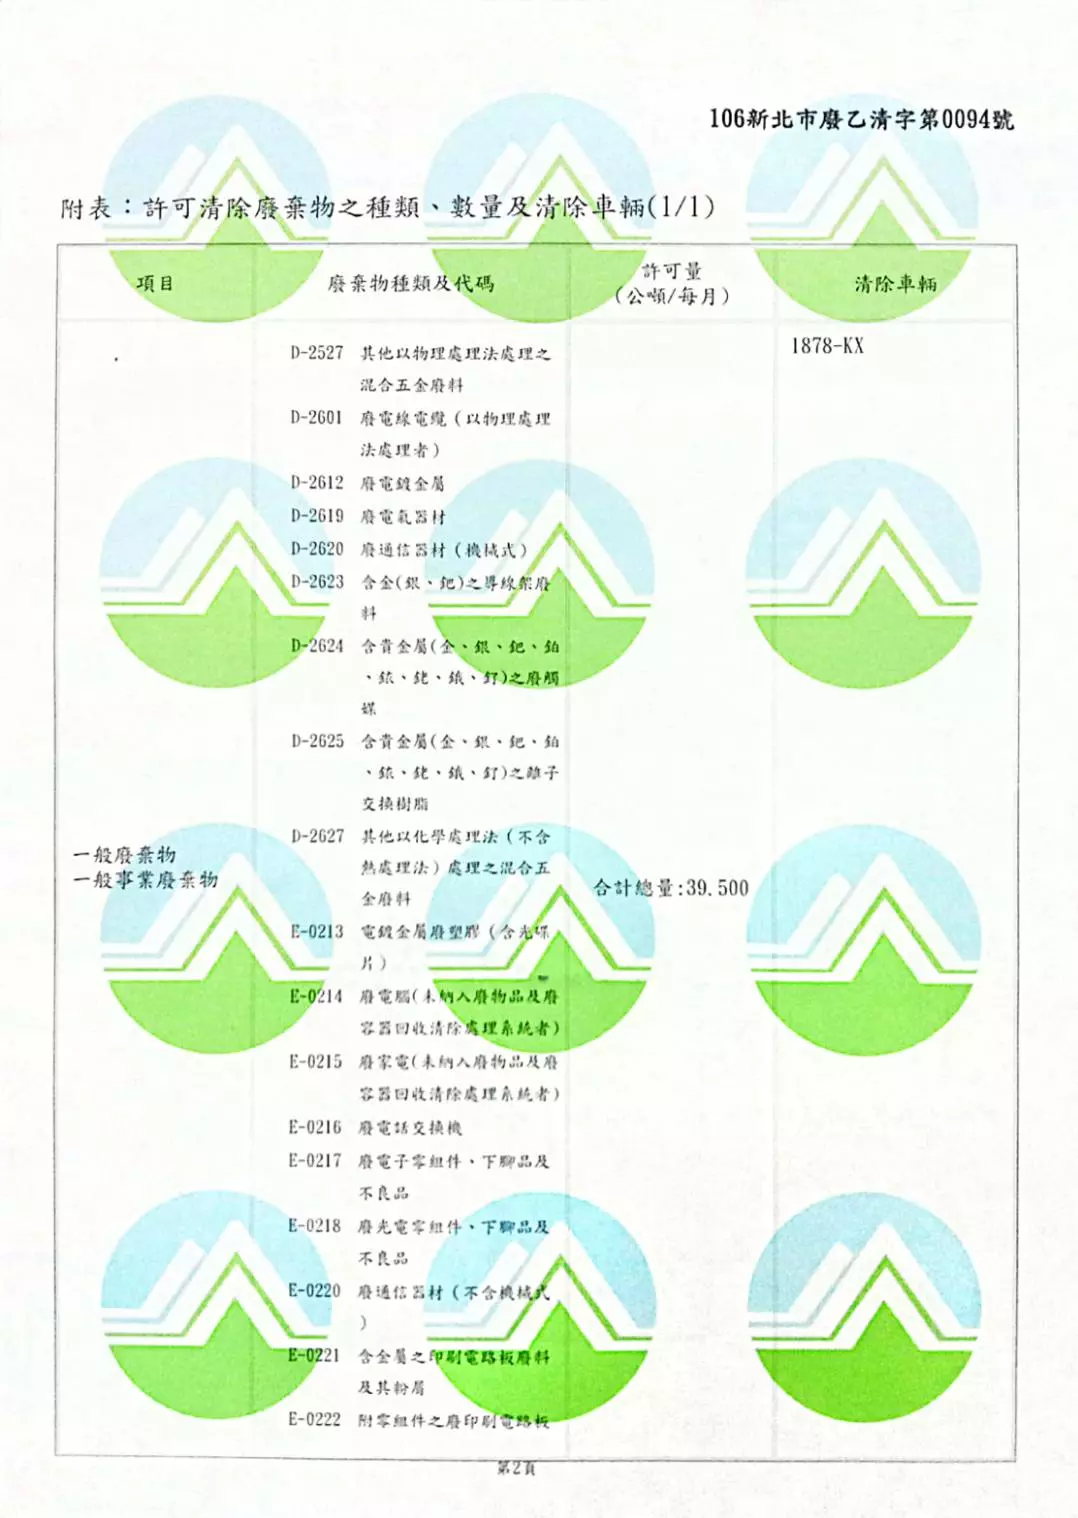 106新北市廢乙清字第0094號
附表：許可清除廢棄物之種類、數量及清除車輛(1/1)
項目
廢棄物種類及代碼
許可量
（公噸/每月）
清除車輛
1878-KX
D-2527 其他以物理處理法處理之
混合五金廢料
D-2601 廢電線電纜（以物理處理
法處理者）
D-2612 廢電鍍金屬
D-2619 廢電氣器材
D-2620 廢通信器材（機械式）
D-2623 含金(銀、鈀)之導線架廢
料
D-2624 含貴金屬(金、銀、鈀、鉑
、銥、銠、鋨、釕)之廢觸
媒
D-2625 含貴金屬(金、銀、鈀、鉑
、銥、銠、鋨、釕)之離子
交換樹脂
D-2627 其他以化學處理法（不含
熱處理法）處理之混合五
金廢料
一般廢棄物
一般事業廢棄物
合計總量:39.500
E-0213 電鍍金屬廢塑膠（含光碟
片）
E-0214 廢電腦(未納入廢物品及廢
容器回收清除處理系統者)
E-0215 廢家電(未納入廢物品及廢
容器回收清除處理系統者)
E-0216 廢電話交換機
E-0217 廢電子零組件、下腳品及
不良品
E-0218 廢光電零組件、下腳品及
不良品
E-0220 廢通信器材（不含機械式
）
E-0221 含金屬之印刷電路板廢料
及其粉屑
E-0222 附零組件之廢印刷電路板
第2頁